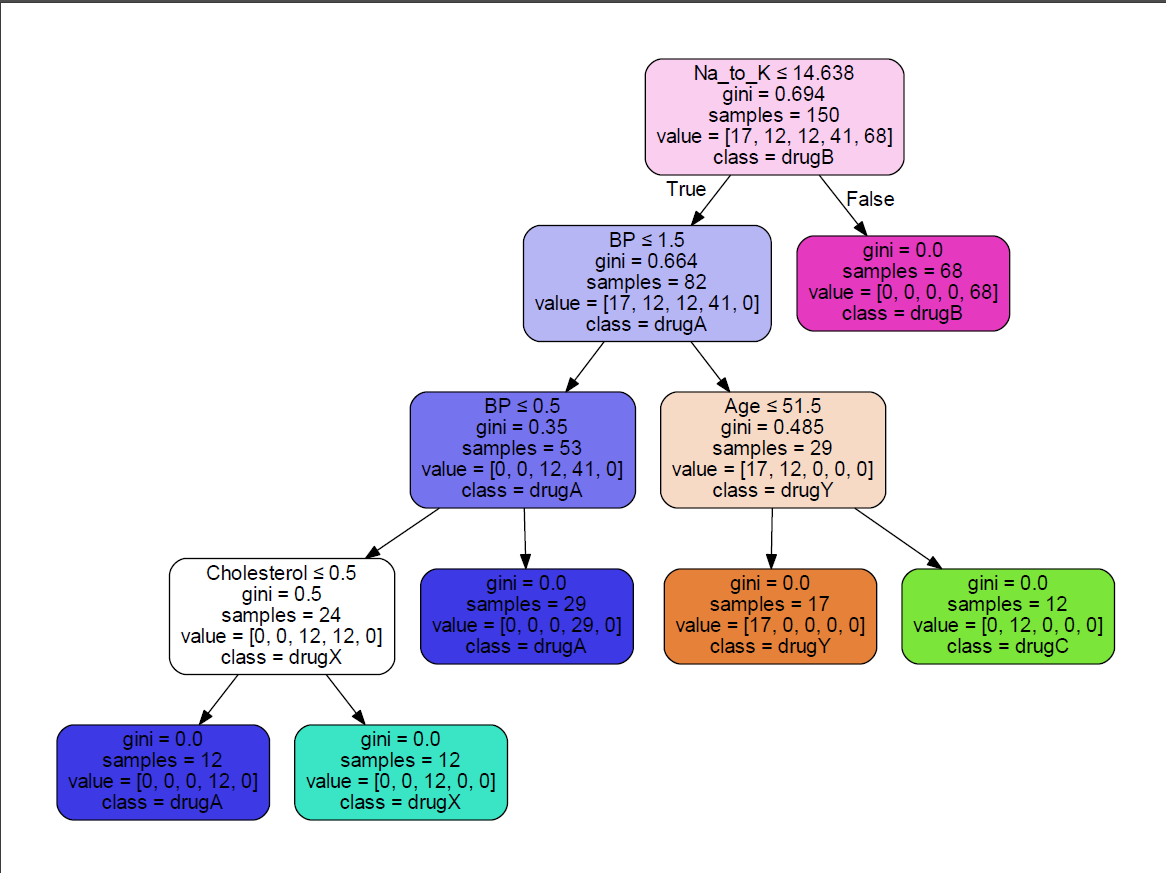 Na_to_K ≤ 14.638
gini = 0.694
samples = 150
value = [17, 12, 12, 41, 68]
class = drugB
True
False
BP ≤ 1.5
gini = 0.664
samples = 82
value = [17, 12, 12, 41, 0]
class = drugA
gini = 0.0
samples = 68
value = [0, 0, 0, 0, 68]
class = drugB
BP ≤ 0.5
gini = 0.35
samples = 53
value = [0, 0, 12, 41, 0]
class = drugA
Age ≤ 51.5
gini = 0.485
samples = 29
value = [17, 12, 0, 0, 0]
class = drugY
Cholesterol ≤ 0.5
gini = 0.5
samples = 24
value = [0, 0, 12, 12, 0]
class = drugX
gini = 0.0
samples = 29
value = [0, 0, 0, 29, 0]
class = drugA
gini = 0.0
samples = 17
value = [17, 0, 0, 0, 0]
class = drugY
gini = 0.0
samples = 12
value = [0, 12, 0, 0, 0]
class = drugC
gini = 0.0
samples = 12
value = [0, 0, 0, 12, 0]
class = drugA
gini = 0.0
samples = 12
value = [0, 0, 12, 0, 0]
class = drugX